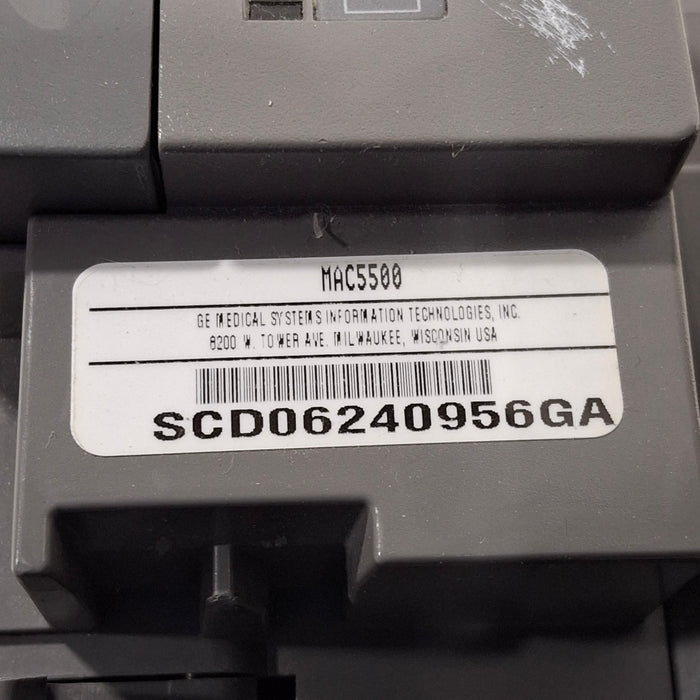 MAC5500
GE MEDICAL SYSTEMS INFORMATION TECHNOLOGIES, INC.
8200 W. TOWER AVE. MILWAUKEE, WISCONSIN USA
SCD06240956GA